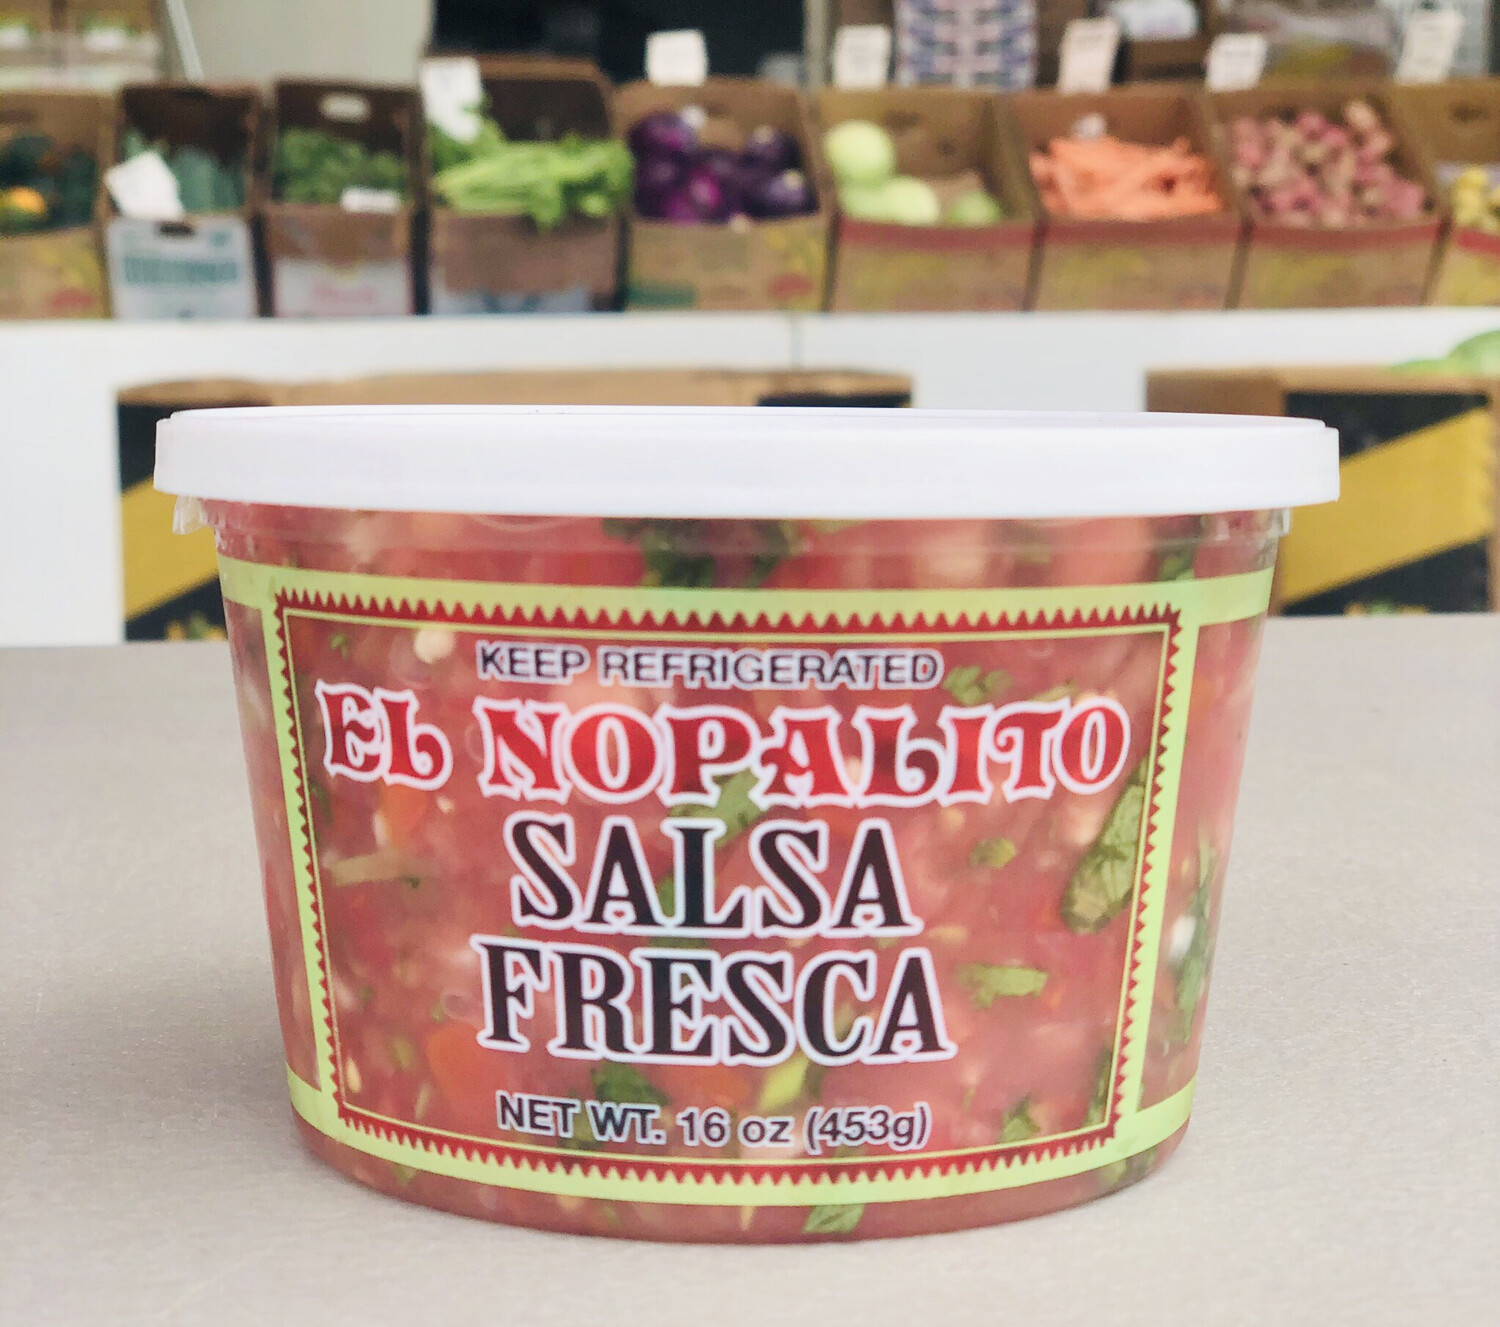 KEEP REFRIGERATED
EL NOPALITO
SALSA
FRESCA
NET WT. 16 oz (453g)